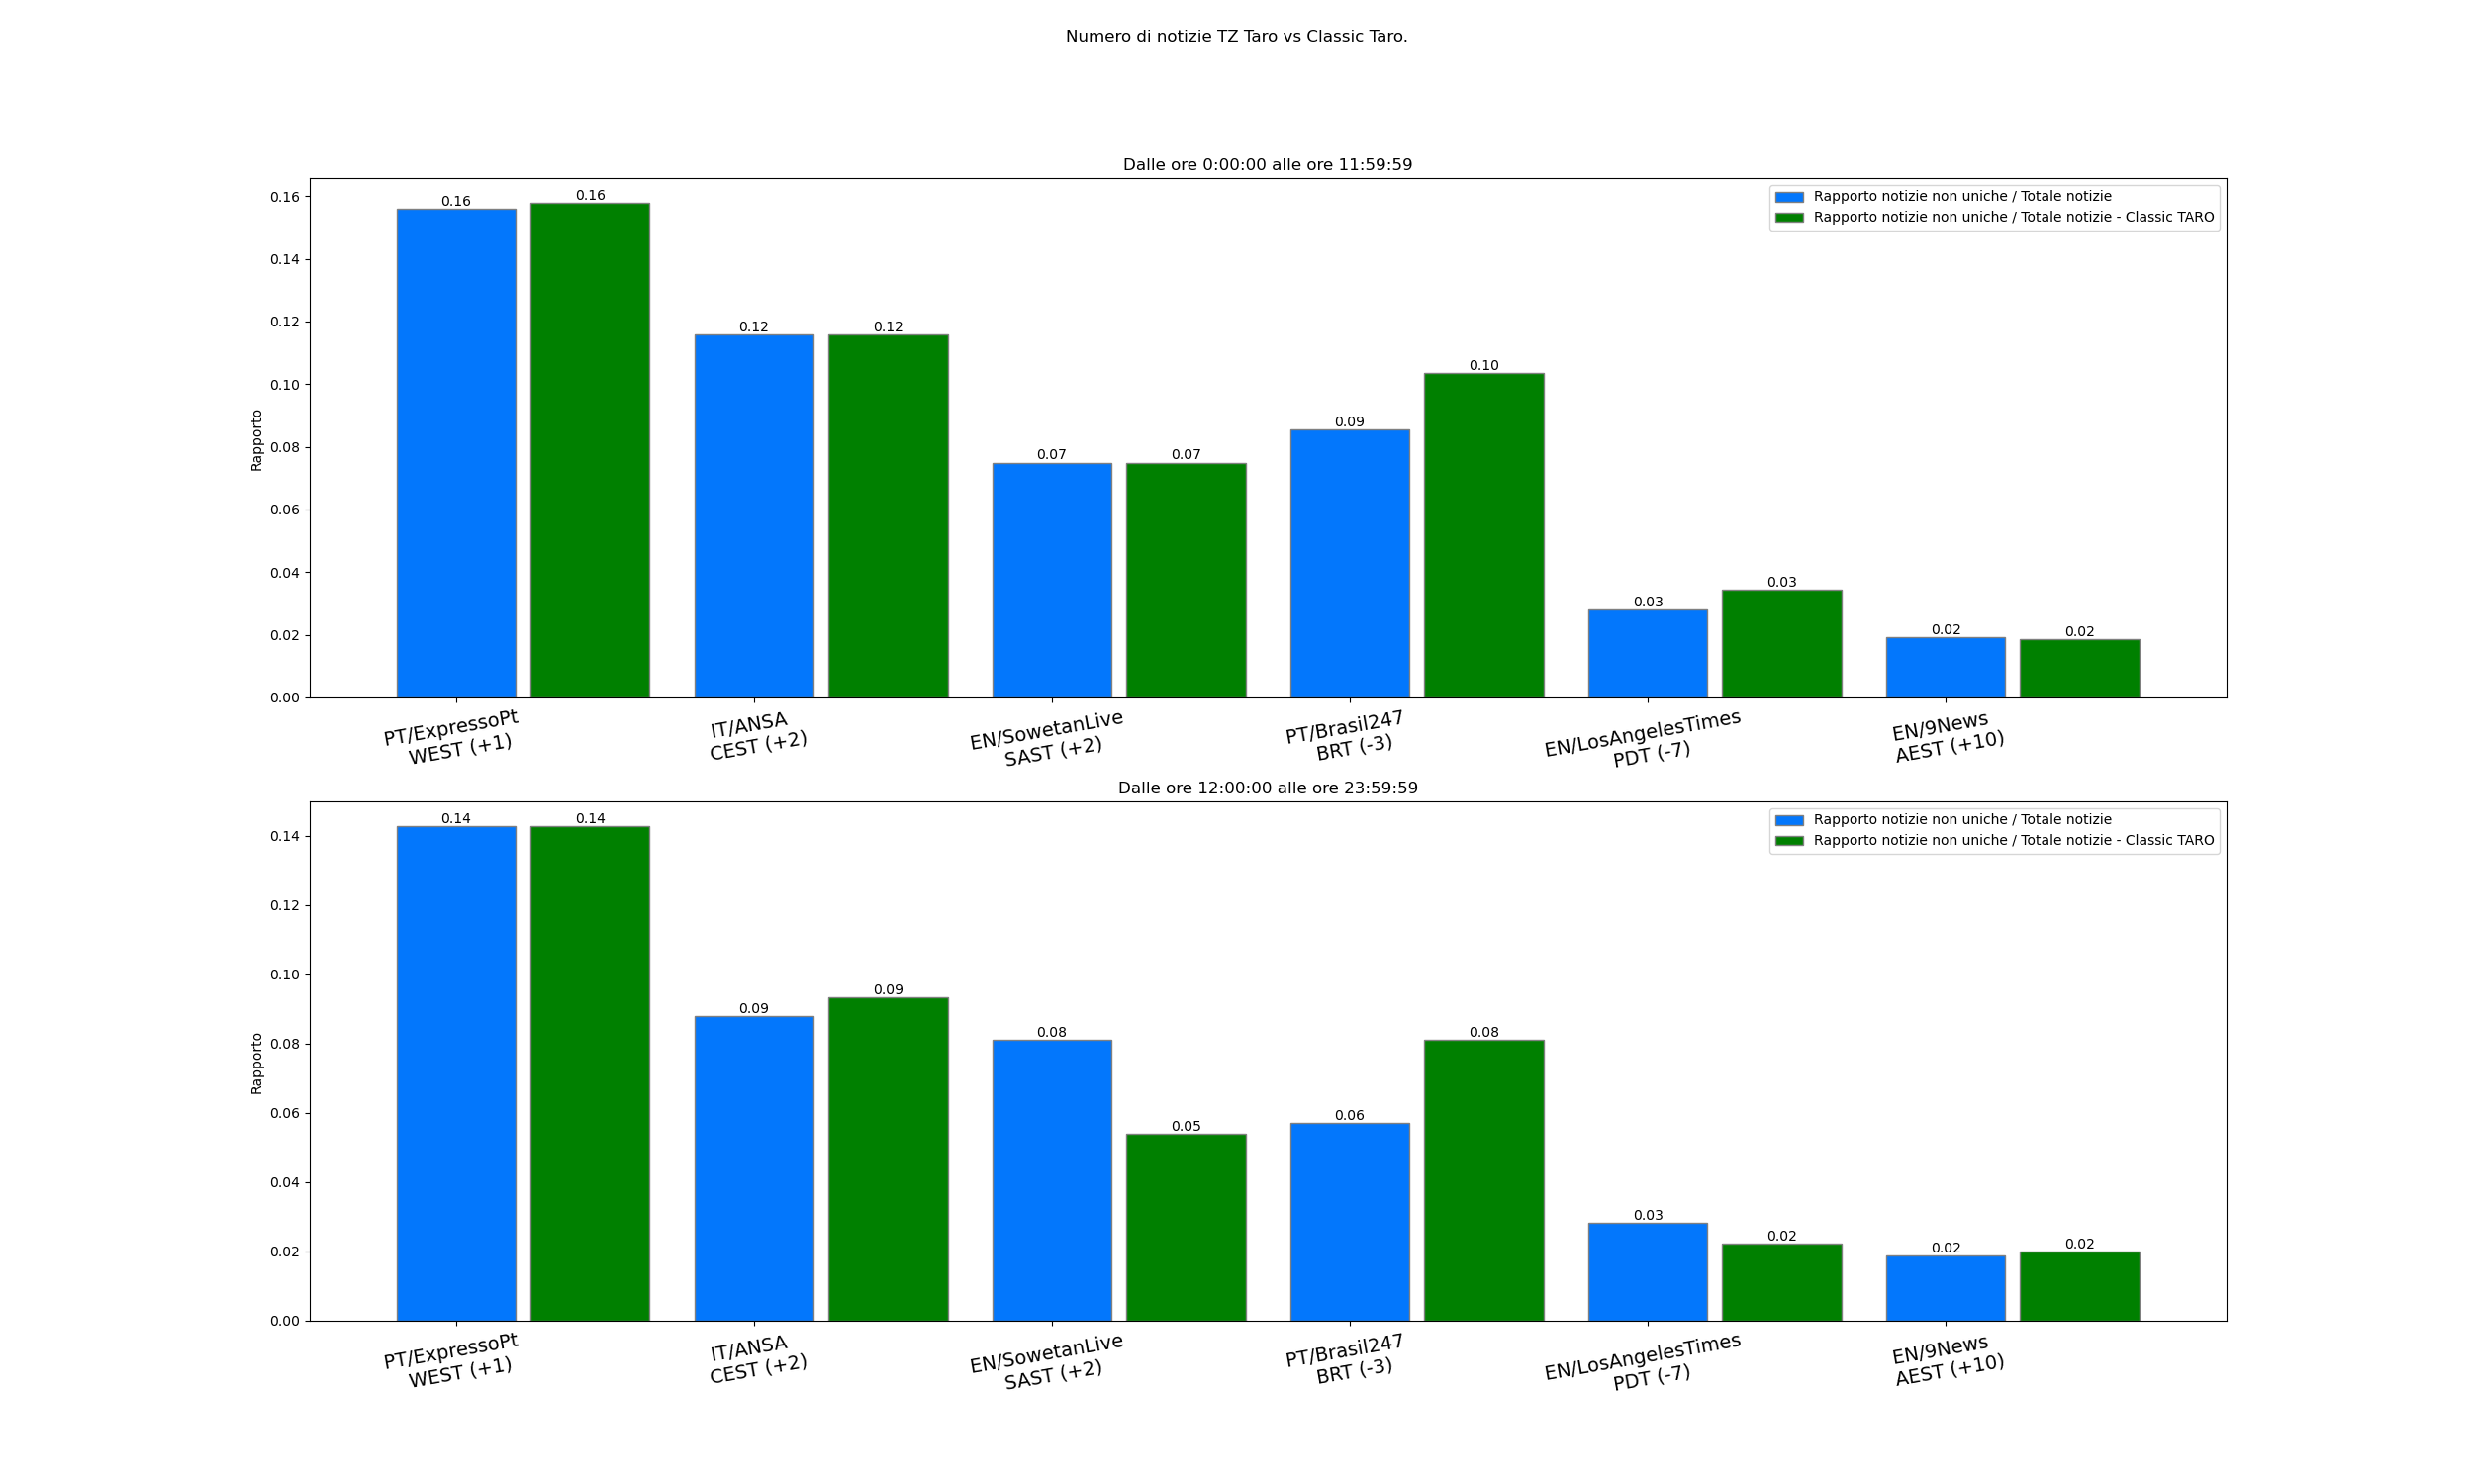 Numero di notizie TZ Taro vs Classic Taro.
Dalle ore 0:00:00 alle ore 11:59:59
Rapporto notizie non uniche / Totale notizie
Rapporto notizie non uniche / Totale notizie - Classic TARO
Rapporto
0.16
0.14
0.12
0.10
0.08
0.06
0.04
0.02
0.00
0.16
0.16
0.12
0.12
0.07
0.07
0.09
0.10
0.03
0.03
0.02
0.02
PT/ExpressoPt
WEST (+1)
IT/ANSA
CEST (+2)
EN/SowetanLive
SAST (+2)
PT/Brasil247
BRT (-3)
EN/LosAngelesTimes
PDT (-7)
EN/9News
AEST (+10)
Dalle ore 12:00:00 alle ore 23:59:59
Rapporto notizie non uniche / Totale notizie
Rapporto notizie non uniche / Totale notizie - Classic TARO
Rapporto
0.14
0.12
0.10
0.08
0.06
0.04
0.02
0.00
0.14
0.14
0.09
0.09
0.08
0.05
0.06
0.08
0.03
0.02
0.02
0.02
PT/ExpressoPt
WEST (+1)
IT/ANSA
CEST (+2)
EN/SowetanLive
SAST (+2)
PT/Brasil247
BRT (-3)
EN/LosAngelesTimes
PDT (-7)
EN/9News
AEST (+10)